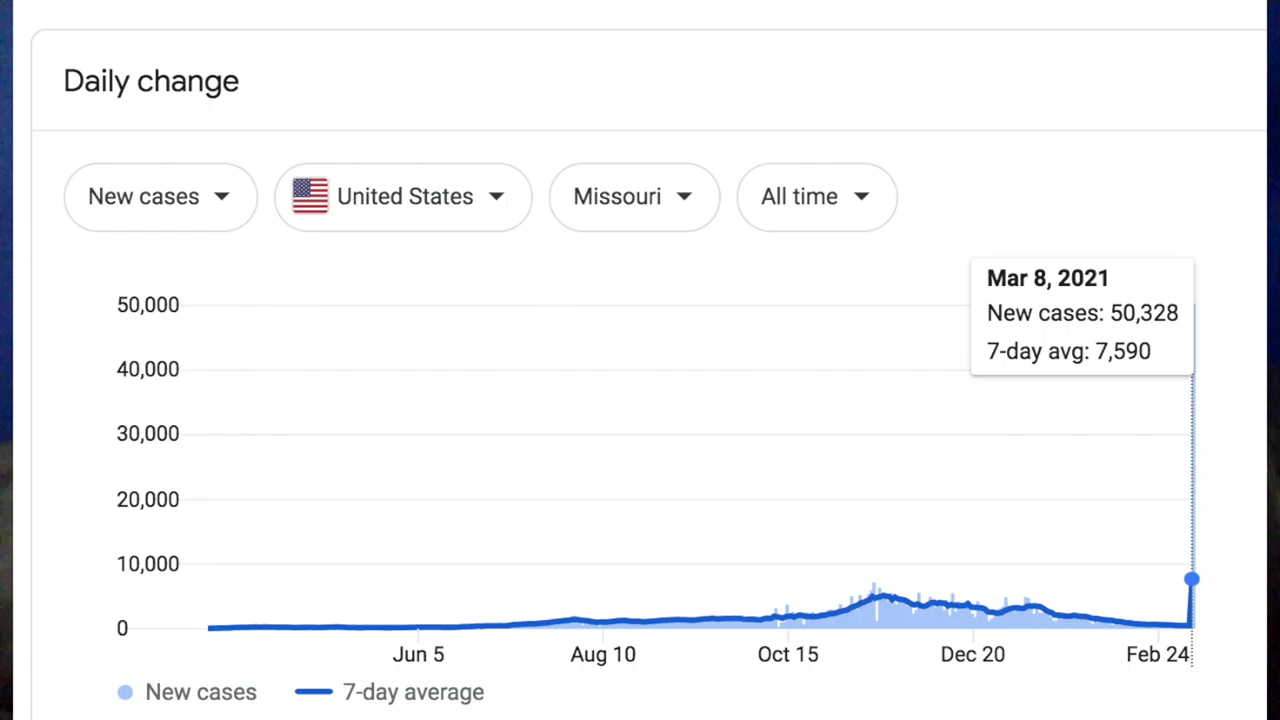 Daily change
New cases United States Missouri All time
Mar 8, 2021
New cases: 50,328
7-day avg: 7,590
50,000
40,000
30,000
20,000
10,000
0
Jun 5 Aug 10 Oct 15 Dec 20 Feb 24
New cases 7-day average